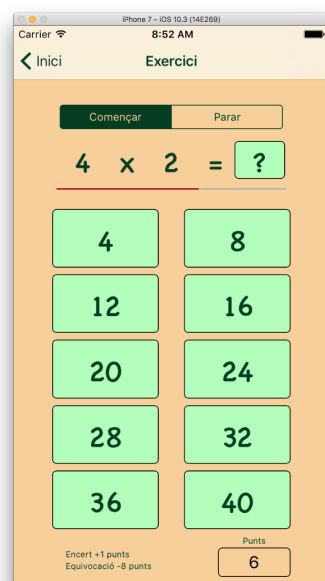 iPhone 7 – iOS 10.3 (14E269)
Carrier 8:52 AM
Inici Exercici
Començar Parar
4 x 2 = ?
4 8
12 16
20 24
28 32
36 40
Punts
Encert +1 punts
Equivocació -8 punts
6